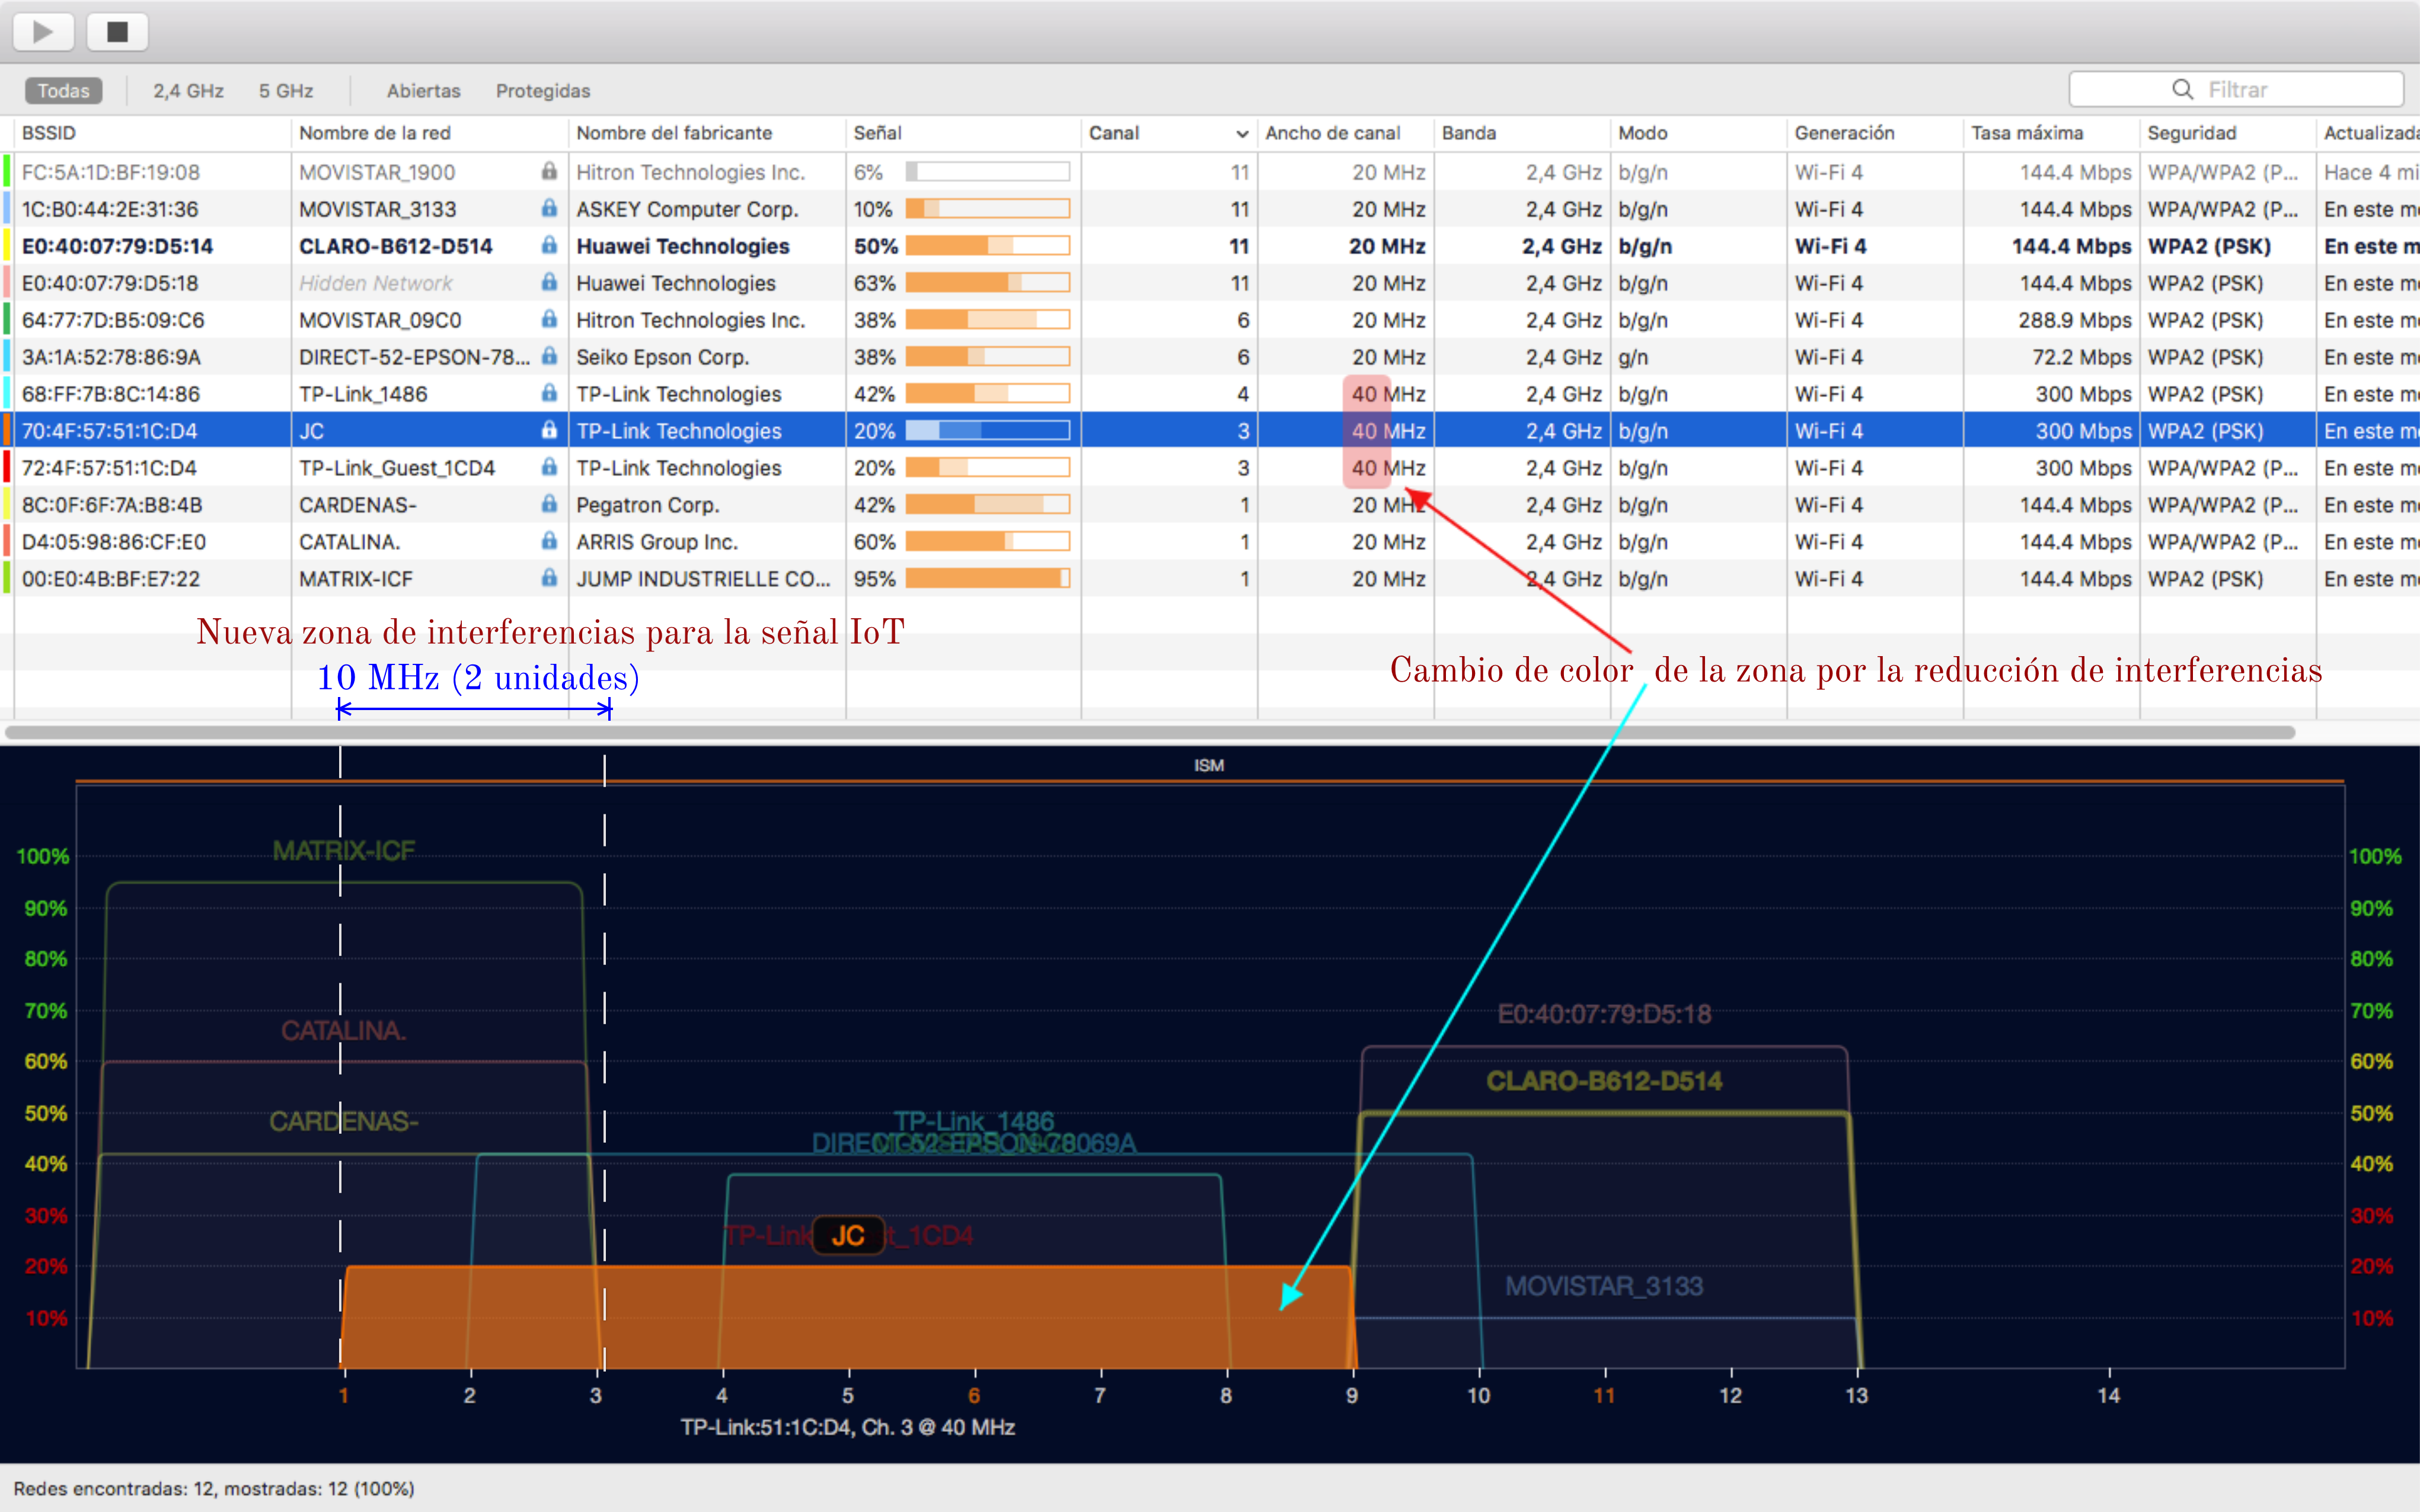 Todas 2,4 GHz 5 GHz Abiertas Protegidas Filtrar
BSSID Nombre de la red Nombre del fabricante Señal Canal Ancho de canal Banda Modo Generación Tasa máxima Seguridad Actualizada
FC:5A:1D:BF:19:08 MOVISTAR_1900 Hitron Technologies Inc. 6% 11 20 MHz 2,4 GHz b/g/n Wi-Fi 4 144.4 Mbps WPA/WPA2 (P... Hace 4 mi
1C:B0:44:2E:31:36 MOVISTAR_3133 ASKEY Computer Corp. 10% 11 20 MHz 2,4 GHz b/g/n Wi-Fi 4 144.4 Mbps WPA/WPA2 (P... En este m
E0:40:07:79:D5:14 CLARO-B612-D514 Huawei Technologies 50% 11 20 MHz 2,4 GHz b/g/n Wi-Fi 4 144.4 Mbps WPA2 (PSK) En este m
E0:40:07:79:D5:18 Hidden Network Huawei Technologies 63% 11 20 MHz 2,4 GHz b/g/n Wi-Fi 4 144.4 Mbps WPA2 (PSK) En este m
64:77:7D:B5:09:C6 MOVISTAR_09C0 Hitron Technologies Inc. 38% 6 20 MHz 2,4 GHz b/g/n Wi-Fi 4 288.9 Mbps WPA2 (PSK) En este m
3A:1A:52:78:86:9A DIRECT-52-EPSON-78... Seiko Epson Corp. 38% 6 20 MHz 2,4 GHz g/n Wi-Fi 4 72.2 Mbps WPA2 (PSK) En este m
68:FF:7B:8C:14:86 TP-Link_1486 TP-Link Technologies 42% 4 40 MHz 2,4 GHz b/g/n Wi-Fi 4 300 Mbps WPA2 (PSK) En este m
70:4F:57:51:1C:D4 JC TP-Link Technologies 20% 3 40 MHz 2,4 GHz b/g/n Wi-Fi 4 300 Mbps WPA2 (PSK) En este m
72:4F:57:51:1C:D4 TP-Link_Guest_1CD4 TP-Link Technologies 20% 3 40 MHz 2,4 GHz b/g/n Wi-Fi 4 300 Mbps WPA/WPA2 (P... En este m
8C:0F:6F:7A:B8:4B CARDENAS- Pegatron Corp. 42% 1 20 MHz 2,4 GHz b/g/n Wi-Fi 4 144.4 Mbps WPA/WPA2 (P... En este m
D4:05:98:86:CF:E0 CATALINA. ARRIS Group Inc. 60% 1 20 MHz 2,4 GHz b/g/n Wi-Fi 4 144.4 Mbps WPA/WPA2 (P... En este m
00:E0:4B:BF:E7:22 MATRIX-ICF JUMP INDUSTRIELLE CO... 95% 1 20 MHz 2,4 GHz b/g/n Wi-Fi 4 144.4 Mbps WPA2 (PSK) En este m
Nueva zona de interferencias para la señal IoT
10 MHz (2 unidades)
Cambio de color de la zona por la reducción de interferencias
ISM
MATRIX-ICF
100% 100%
90% 90%
80% 80%
70% E0:40:07:79:D5:18 70%
CATALINA.
60% 60%
CLARO-B612-D514
50% CARDENAS- TP-Link_1486 50%
40% 40%
30% 30%
JC
20% MOVISTAR_3133 20%
10% 10%
1 2 3 4 5 6 7 8 9 10 11 12 13 14
TP-Link:51:1C:D4, Ch. 3 @ 40 MHz
Redes encontradas: 12, mostradas: 12 (100%)